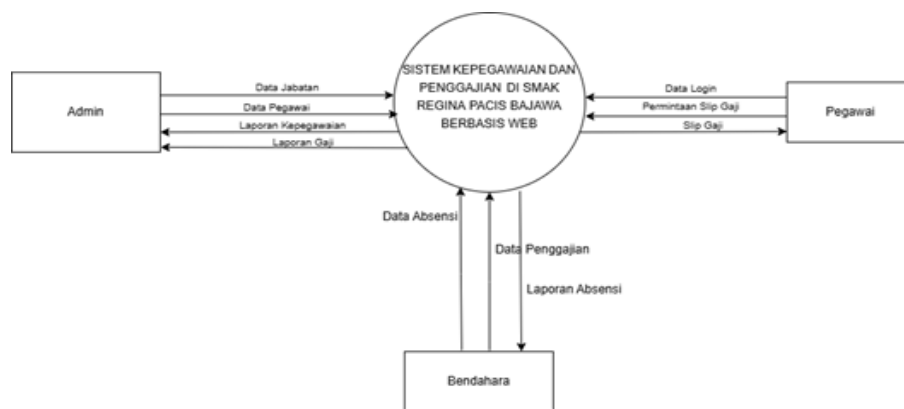 SISTEM KEPEGAWAIAN DAN
PENGGAJIAN DI SMAK
REGINA PACIS BAJAWA
BERBASIS WEB
Admin
Data Jabatan
Data Pegawai
Laporan Kepegawaian
Laporan Gaji
Data Login
Permintaan Slip Gaji
Slip Gaji
Pegawai
Data Absensi
Data Penggajian
Laporan Absensi
Bendahara